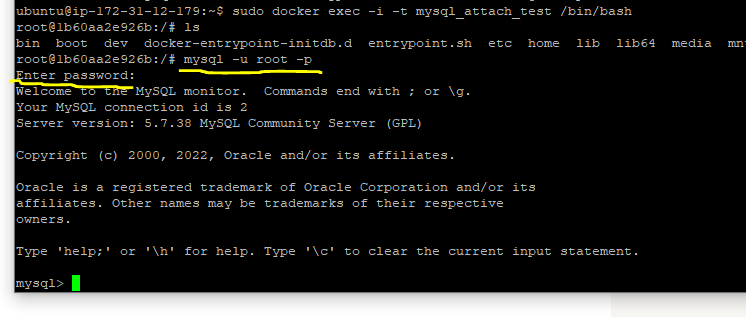 ubuntu@ip-172-31-12-179:~$ sudo docker exec -i -t mysql_attach_test /bin/bash
root@1b60aa2e926b:/# ls
bin boot dev docker-entrypoint-initdb.d entrypoint.sh etc home lib lib64 media
root@1b60aa2e926b:/# mysql -u root -p
Enter password:
Welcome to the MySQL monitor. Commands end with ; or \g.
Your MySQL connection id is 2
Server version: 5.7.38 MySQL Community Server (GPL)
Copyright (c) 2000, 2022, Oracle and/or its affiliates.
Oracle is a registered trademark of Oracle Corporation and/or its
affiliates. Other names may be trademarks of their respective
owners.
Type 'help;' or '\h' for help. Type '\c' to clear the current input statement.
mysql>